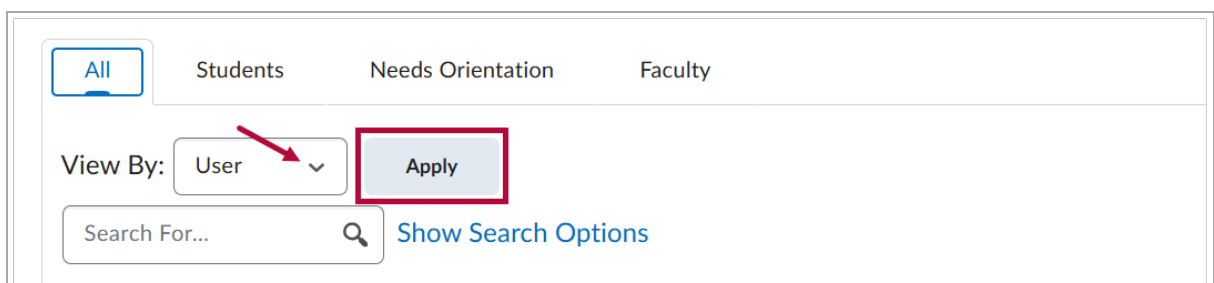 All Students Needs Orientation Faculty
View By: User Apply
Search For... Show Search Options